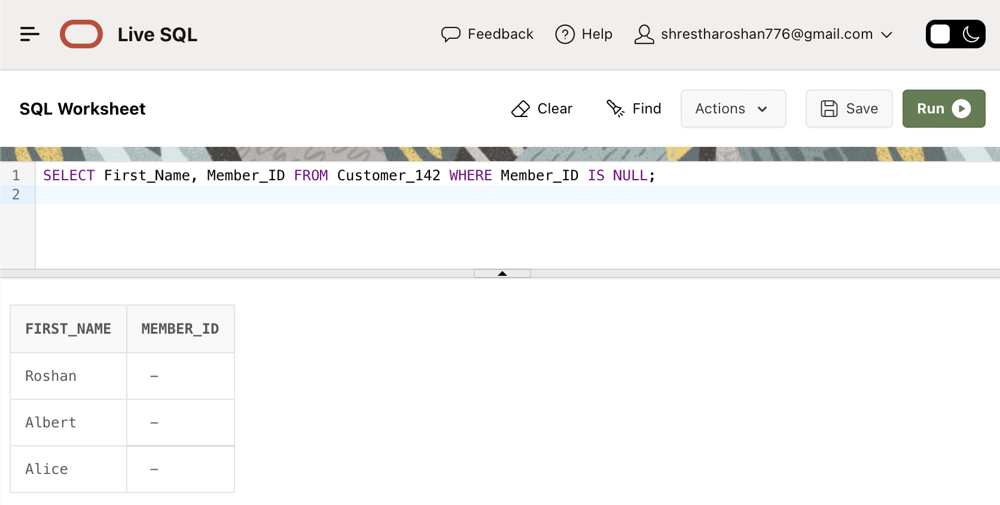 Live SQL Feedback Help shrestharoshan776@gmail.com
SQL Worksheet Clear Find Actions Save Run
1 SELECT First_Name, Member_ID FROM Customer_142 WHERE Member_ID IS NULL;
2
FIRST_NAME MEMBER_ID
Roshan -
Albert -
Alice -